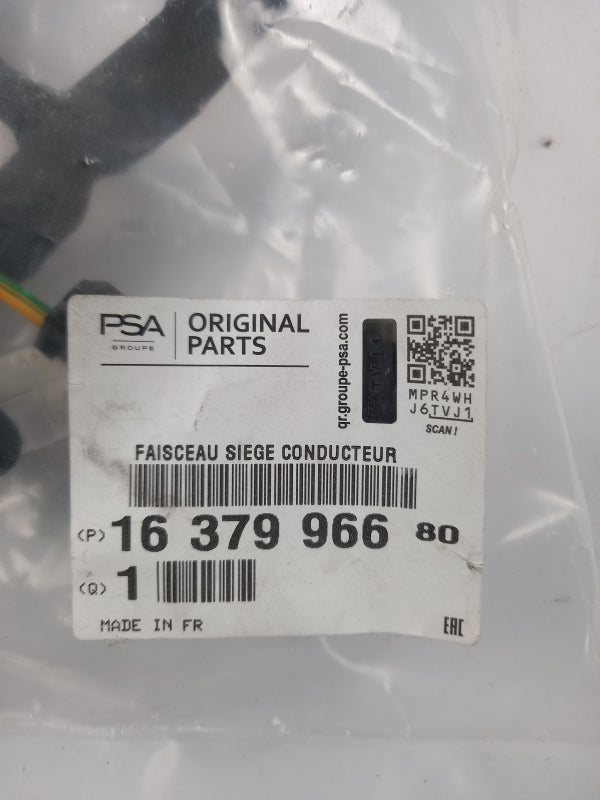 PSA
GROUPE
ORIGINAL
PARTS
qr.groupe-psa.com
TVJ1
MPR4WH
J6TVJ1
SCAN!
FAISCEAU SIEGE CONDUCTEUR
(P) 16 379 966 80
(Q) 1
MADE IN FR
EAC